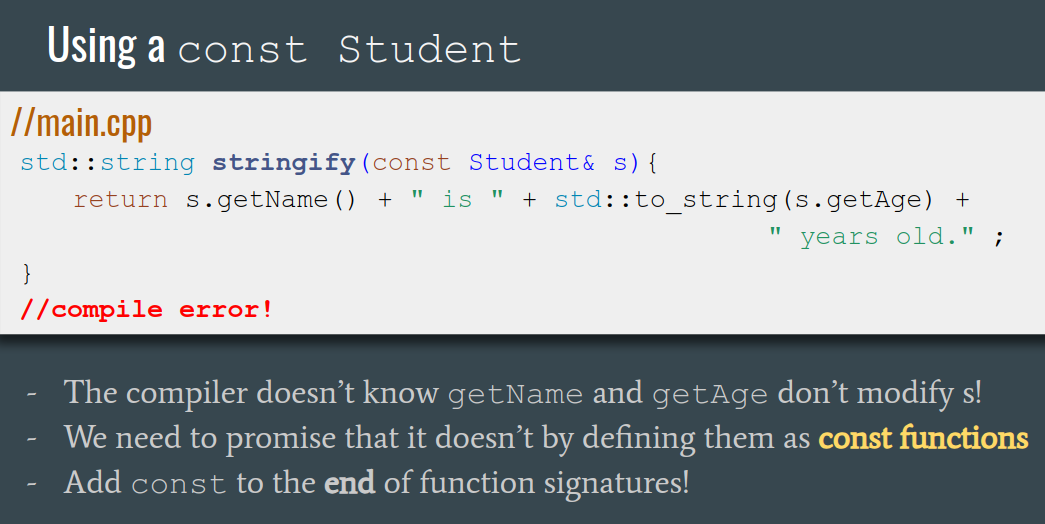 Using a const Student
//main.cpp
std::string stringify(const Student& s){
return s.getName() + " is " + std::to_string(s.getAge) +
" years old." ;
}
//compile error!
- The compiler doesn’t know getName and getAge don’t modify s!
- We need to promise that it doesn’t by defining them as const functions
- Add const to the end of function signatures!